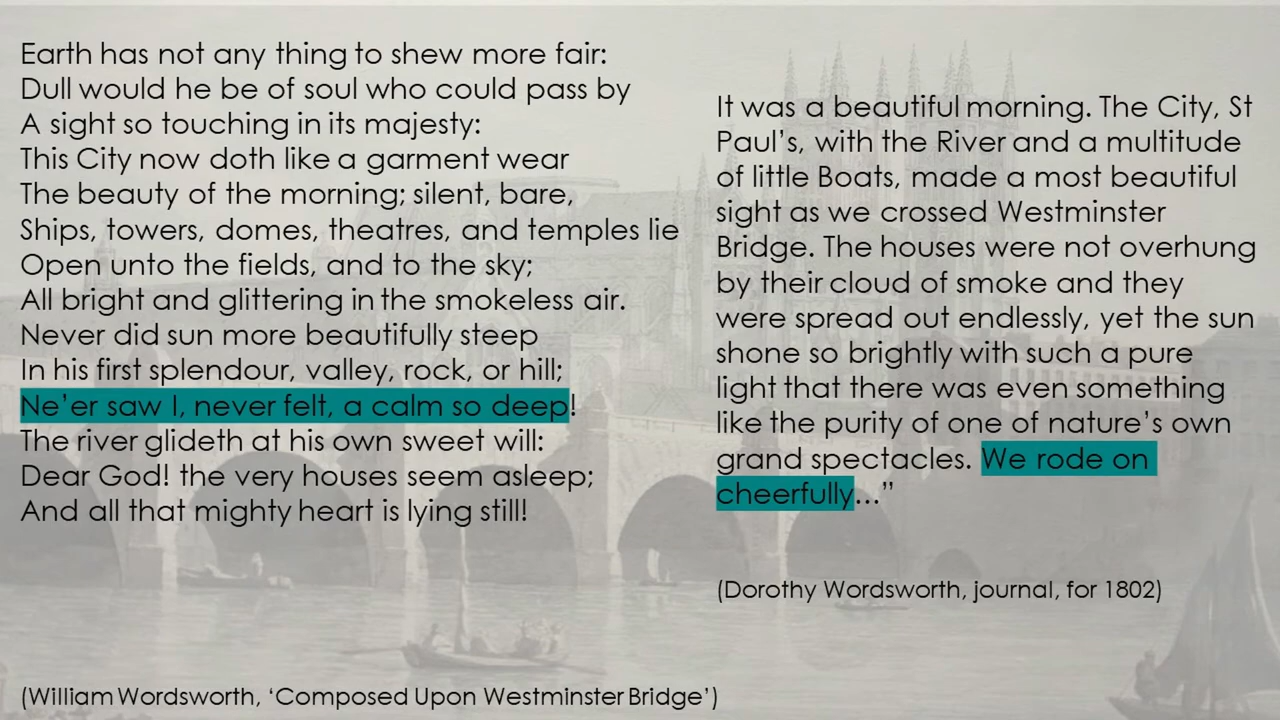 Earth has not any thing to shew more fair:
Dull would he be of soul who could pass by
A sight so touching in its majesty:
This City now doth like a garment wear
The beauty of the morning; silent, bare,
Ships, towers, domes, theatres, and temples lie
Open unto the fields, and to the sky;
All bright and glittering in the smokeless air.
Never did sun more beautifully steep
In his first splendour, valley, rock, or hill;
Ne’er saw I, never felt, a calm so deep!
The river glideth at his own sweet will:
Dear God! the very houses seem asleep;
And all that mighty heart is lying still!
(William Wordsworth, ‘Composed Upon Westminster Bridge’)
It was a beautiful morning. The City, St
Paul’s, with the River and a multitude
of little Boats, made a most beautiful
sight as we crossed Westminster
Bridge. The houses were not overhung
by their cloud of smoke and they
were spread out endlessly, yet the sun
shone so brightly with such a pure
light that there was even something
like the purity of one of nature’s own
grand spectacles. We rode on
cheerfully…”
(Dorothy Wordsworth, journal, for 1802)